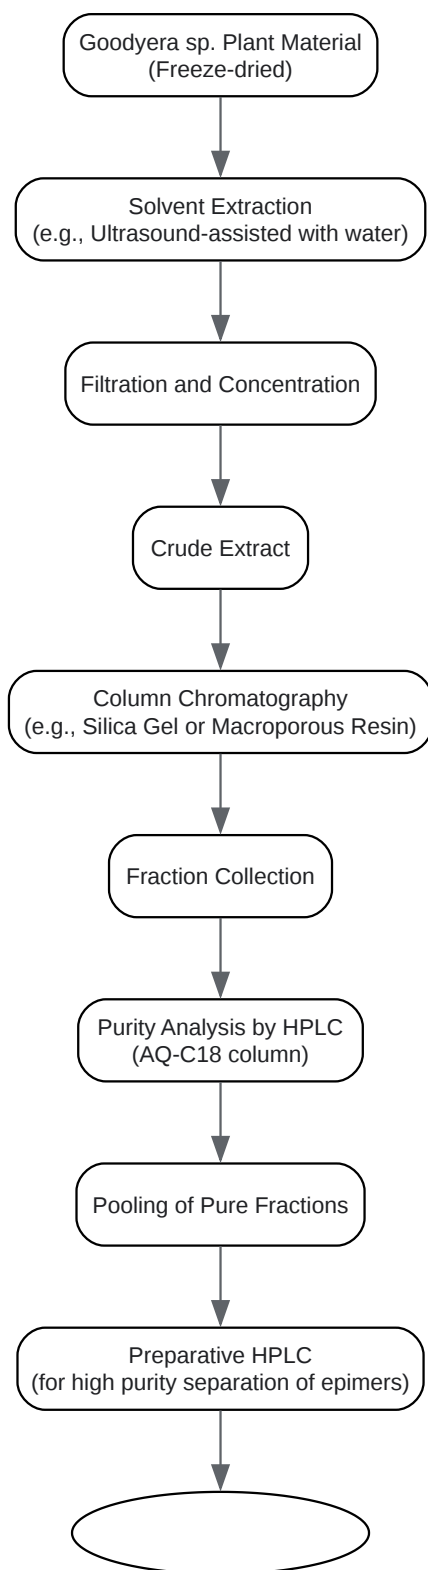 Goodyera sp. Plant Material
(Freeze-dried)
Solvent Extraction
(e.g., Ultrasound-assisted with water)
Filtration and Concentration
Crude Extract
Column Chromatography
(e.g., Silica Gel or Macroporous Resin)
Fraction Collection
Purity Analysis by HPLC
(AQ-C18 column)
Pooling of Pure Fractions
Preparative HPLC
(for high purity separation of epimers)